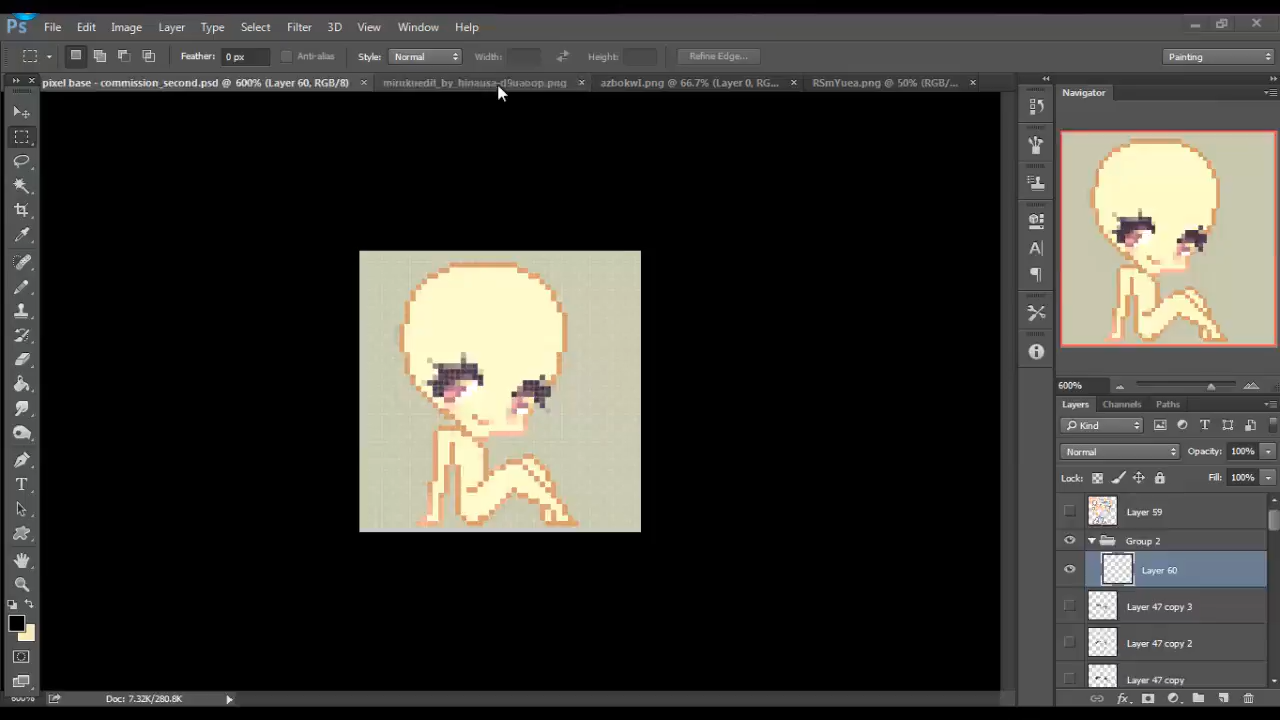 Ps File Edit Image Layer Type Select Filter 3D View Window Help
Feather: 0 px Anti-alias Style: Normal Width: Height: Refine Edge... Painting
pixel base - commission_second.psd @ 600% (Layer 60, RGB/8) × azbokwI.png @ 66.7% (Layer 0, RG... × RSmYuea.png @ 50% (RGB/... ×
Navigator
600%
Layers Channels Paths
Kind
Normal Opacity: 100%
Lock: Fill: 100%
Layer 59
Group 2
Layer 60
Layer 47 copy 3
Layer 47 copy 2
Layer 47 copy
600% Doc: 7.32K/280.8K